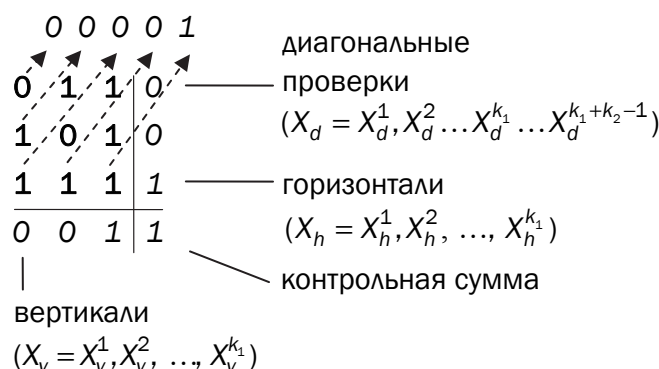 0 0 0 0 1
0 1 1 0
1 0 1 0
1 1 1 1
0 0 1 1
диагональные
проверки
(X_d = X_d^1, X_d^2 … X_d^{k_1} … X_d^{k_1+k_2−1})
горизонтали
(X_h = X_h^1, X_h^2, …, X_h^{k_1})
контрольная сумма
вертикали
(X_v = X_v^1, X_v^2, …, X_v^{k_1})